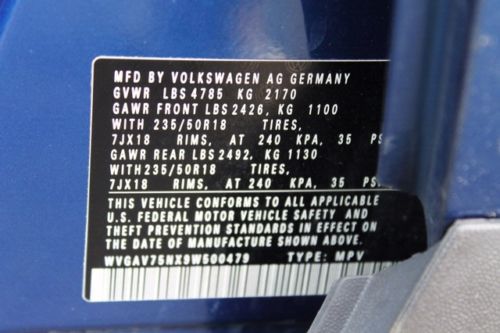 MFD BY VOLKSWAGEN AG GERMANY
GVWR LBS 4785 KG 2170
GAWR FRONT LBS 2426, KG 1100
WITH 235/50R18 TIRES,
7JX18 RIMS, AT 240 KPA, 35 PS
GAWR REAR LBS 2492, KG 1130
WITH 235/50R18 TIRES,
7JX18 RIMS, AT 240 KPA, 35 PS
THIS VEHICLE CONFORMS TO ALL APPLICABLE
U.S. FEDERAL MOTOR VEHICLE SAFETY AND
THEFT PREVENTION STANDARDS IN EFFECT ON
THE DATE OF MANUFACTURE SHOWN ABOVE.
WVGAV75NX9W500479 TYPE: MPV